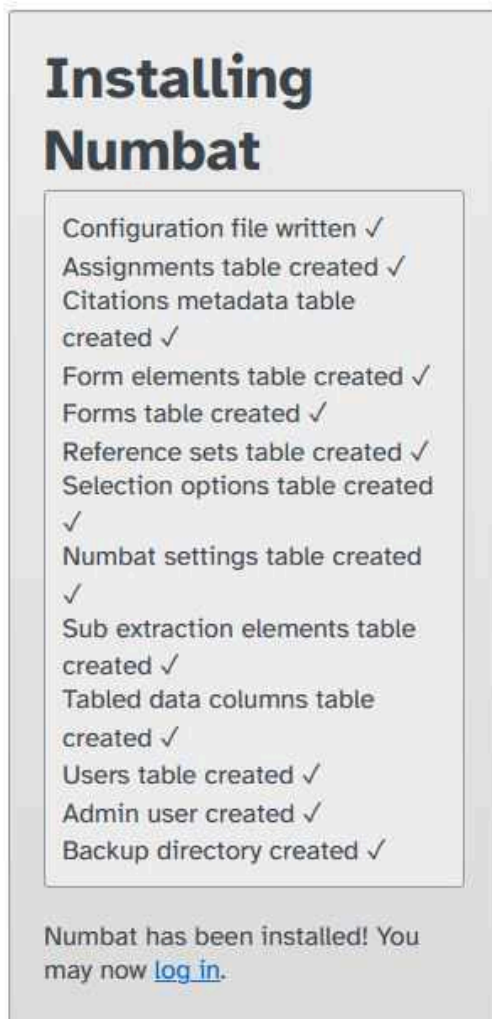 Installing
Numbat
Configuration file written ✓
Assignments table created ✓
Citations metadata table
created ✓
Form elements table created ✓
Forms table created ✓
Reference sets table created ✓
Selection options table created
✓
Numbat settings table created
✓
Sub extraction elements table
created ✓
Tabled data columns table
created ✓
Users table created ✓
Admin user created ✓
Backup directory created ✓
Numbat has been installed! You
may now log in.